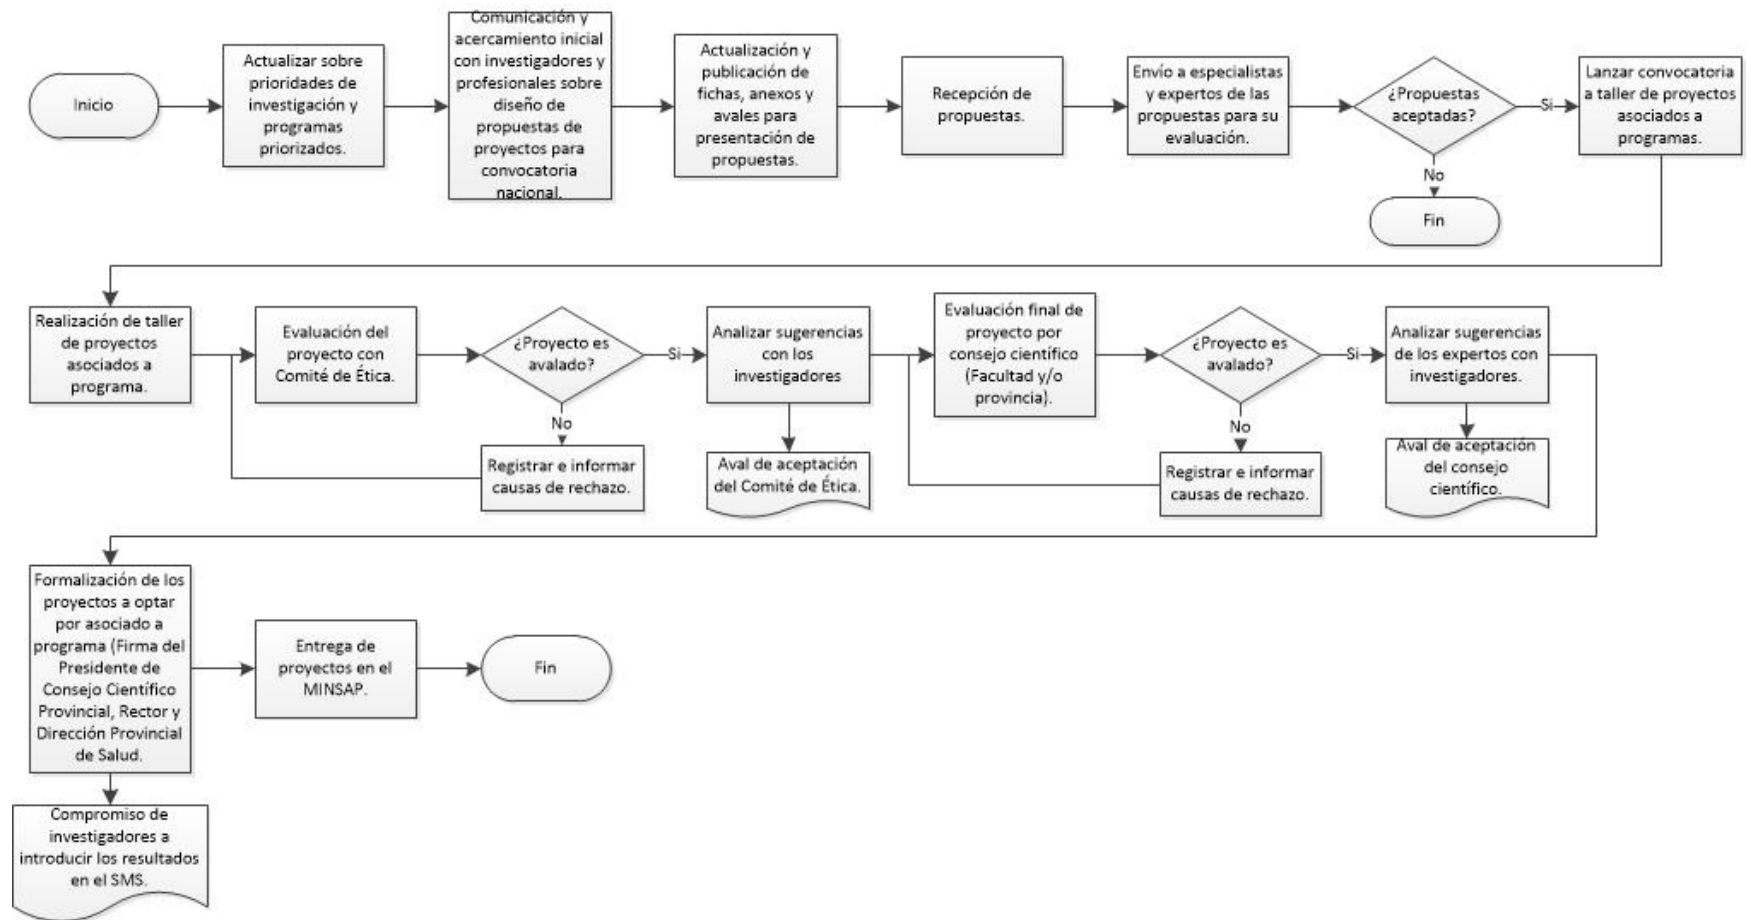 Inicio
Actualizar sobre
prioridades de
investigación y
programas
priorizados.
Comunicación y
acercamiento inicial
con investigadores y
profesionales sobre
diseño de
propuestas de
proyectos para
convocatoria
nacional.
Actualización y
publicación de
fichas, anexos y
avales para
presentación de
propuestas.
Recepción de
propuestas.
Envío a especialistas
y expertos de las
propuestas para su
evaluación.
¿Propuestas
aceptadas?
Si
No
Fin
Lanzar convocatoria
a taller de proyectos
asociados a
programas.
Realización de taller
de proyectos
asociados a
programa.
Evaluación del
proyecto con
Comité de Ética.
¿Proyecto es
avalado?
Si
No
Registrar e informar
causas de rechazo.
Analizar sugerencias
con los
investigadores
Aval de aceptación
del Comité de Ética.
Evaluación final de
proyecto por
consejo científico
(Facultad y/o
provincia).
¿Proyecto es
avalado?
Si
No
Registrar e informar
causas de rechazo.
Analizar sugerencias
de los expertos con
investigadores.
Aval de aceptación
del consejo
científico.
Formalización de los
proyectos a optar
por asociado a
programa (Firma del
Presidente de
Consejo Científico
Provincial, Rector y
Dirección Provincial
de Salud.
Entrega de
proyectos en el
MINSAP.
Fin
Compromiso de
investigadores a
introducir los resultados
en el SMS.